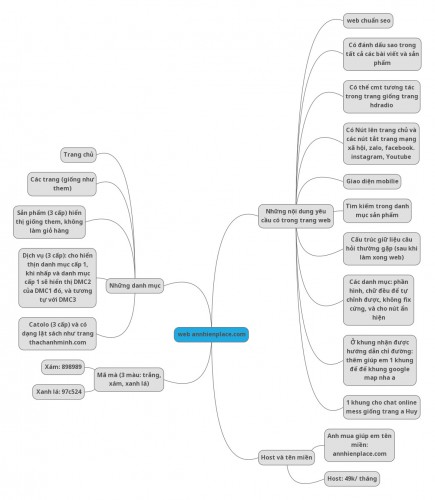 web chuẩn seo
Có đánh dấu sao trong
tất cả các bài viết và sản
phẩm
Có thể cmt tương tác
trong trang giống trang
hdradio
Có Nút lên trang chủ và
các nút tắt trang mạng
xã hội, zalo, facebook.
instagram, Youtube
Giao diện mobilie
Tìm kiếm trong danh
mục sản phẩm
Cấu trúc giữ liệu câu
hỏi thường gặp (sau khi
làm xong web)
Các danh mục: phần
hình, chữ đều để tự
chỉnh được, không fix
cứng, và cho nút ẩn
hiện
Ở khung nhận được
hướng dẫn chỉ đường:
thêm giúp em 1 khung
để để khung google
map nha a
1 khung cho chat online
mess giống trang a Huy
Những nội dung yêu
cầu có trong trang web
Trang chủ
Các trang (giống như
them)
Sản phẩm (3 cấp) hiển
thị giống them, không
làm giỏ hàng
Dịch vụ (3 cấp): cho hiển
thịn danh mục cấp 1,
khi nhấp và danh mục
cấp 1 sẽ hiển thị DMC2
của DMC1 đó, và tương
tự với DMC3
Catolo (3 cấp) và có
dạng lật sách như trang
thachanhminh.com
Những danh mục
web annhienplace.com
Xám: 898989
Xanh lá: 97c524
Mã mà (3 màu: trắng,
xám, xanh lá)
Host và tên miền
Anh mua giúp em tên
miền:
annhienplace.com
Host: 49k/ tháng